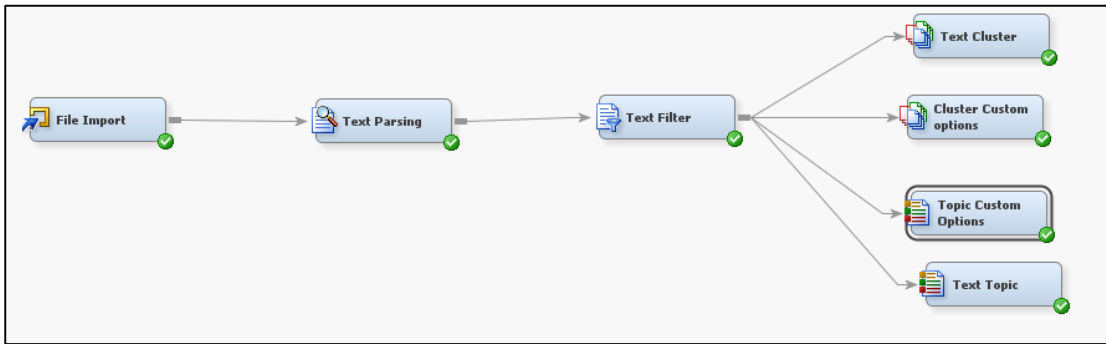 File Import
Text Parsing
Text Filter
Text Cluster
Cluster Custom
options
Topic Custom
Options
Text Topic